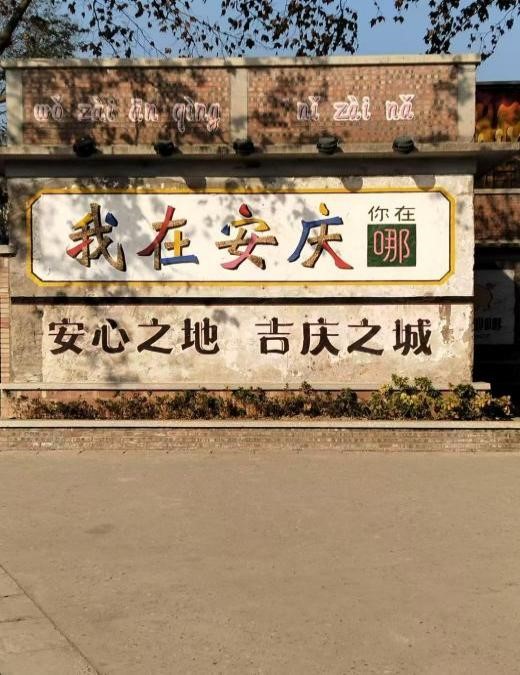 wǒ zài ān qìng nǐ zài nǎ
我在安庆 你在哪
安心之地 吉庆之城